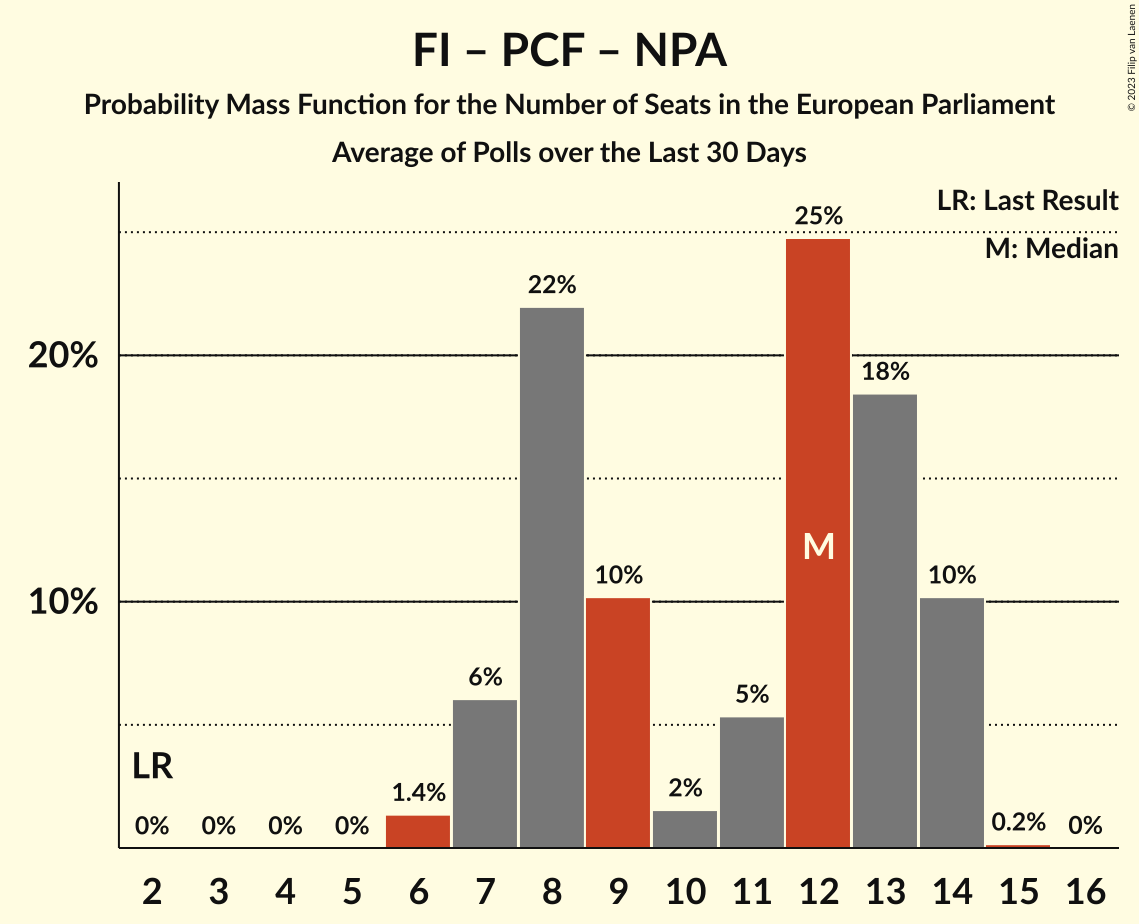 FI – PCF – NPA
Probability Mass Function for the Number of Seats in the European Parliament
Average of Polls over the Last 30 Days
© 2023 Filip van Laenen
LR: Last Result
M: Median
25%
22%
20%
18%
M
10%
10%
10%
6%
5%
LR
1.4%
2%
0%
0%
0%
0%
0.2%
0%
2 3 4 5 6 7 8 9 10 11 12 13 14 15 16